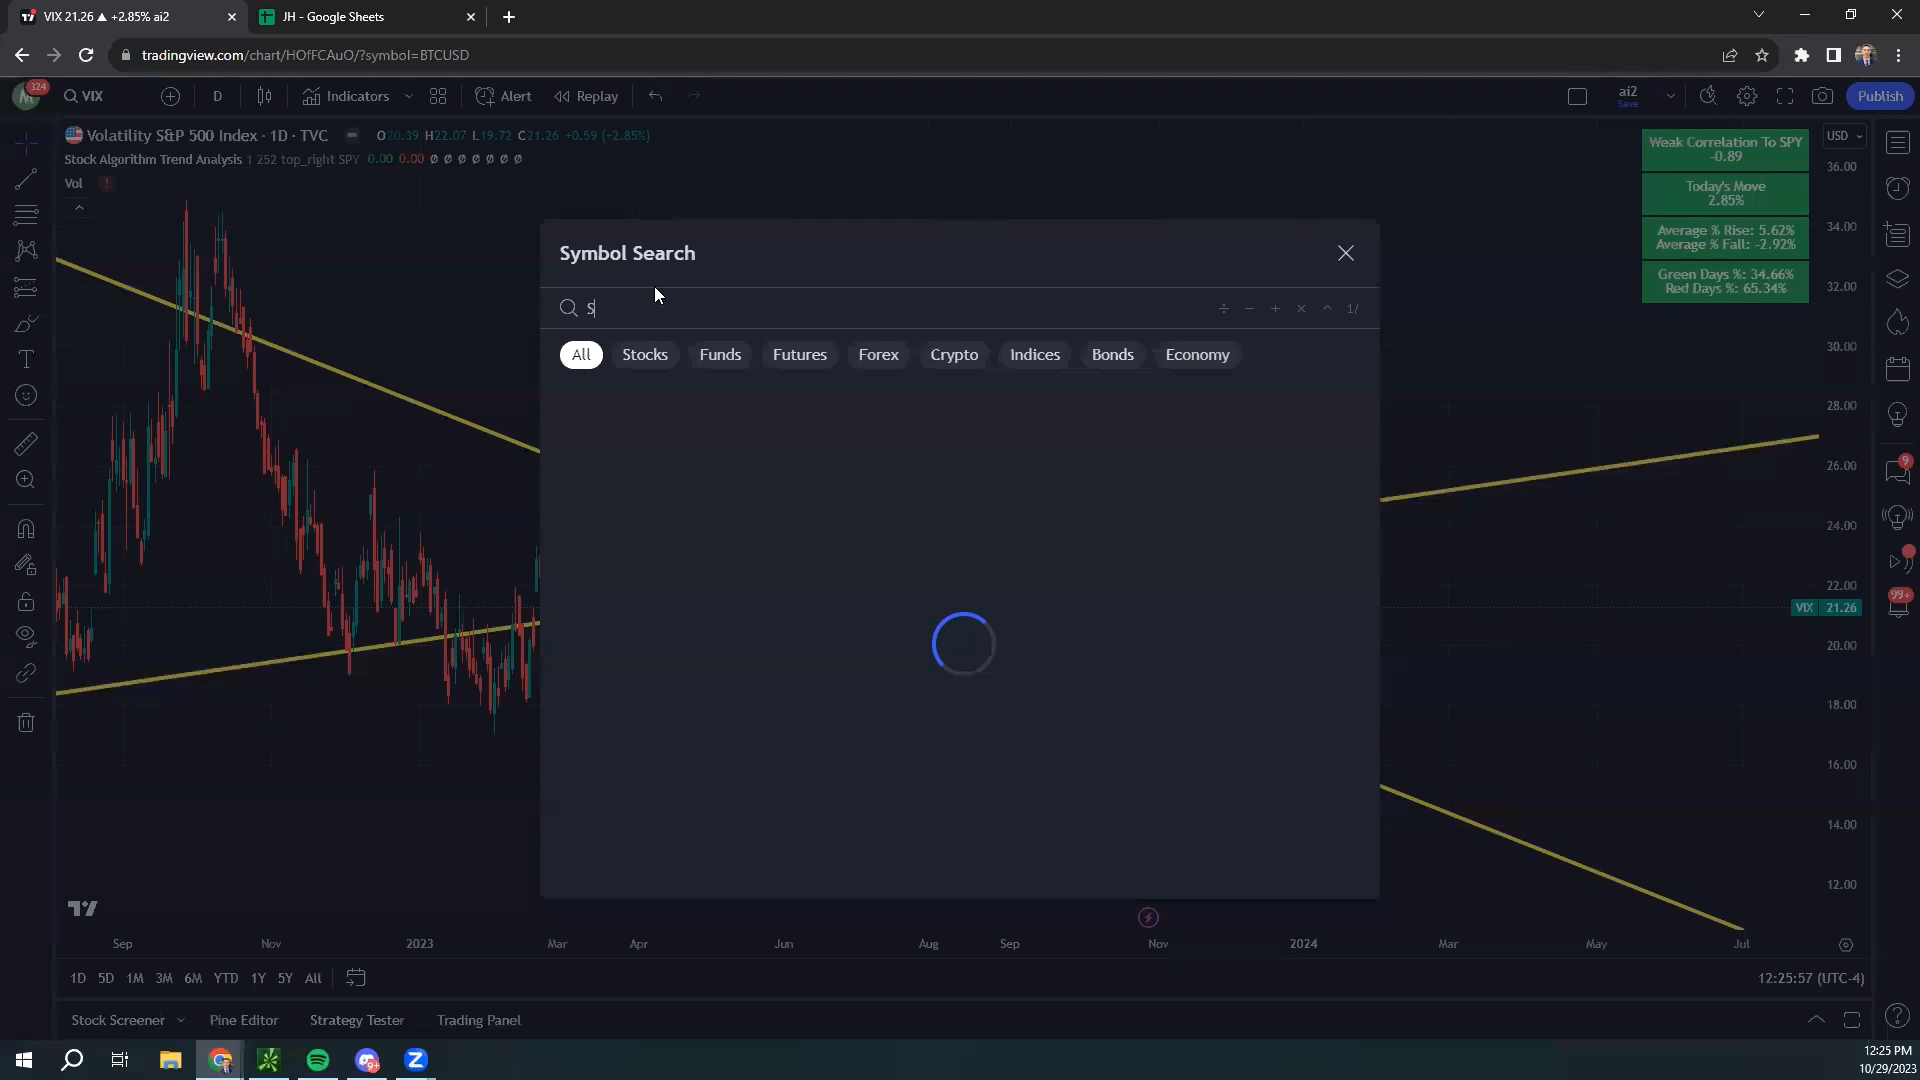 VIX 21.26 ▲ +2.85% ai2
JH - Google Sheets
tradingview.com/chart/HOfFCAuO/?symbol=BTCUSD
324
VIX
D
Indicators
Alert
Replay
ai2
Save
Publish
Volatility S&P 500 Index · 1D · TVC
O20.39 H22.07 L19.72 C21.26 +0.59 (+2.85%)
Stock Algorithm Trend Analysis 1 252 top_right SPY 0.00 0.00 ø ø ø ø ø ø ø
Vol
Weak Correlation To SPY
-0.89
Today's Move
2.85%
Average % Rise: 5.62%
Average % Fall: -2.92%
Green Days %: 34.66%
Red Days %: 65.34%
USD
36.00
34.00
32.00
30.00
28.00
26.00
24.00
22.00
VIX 21.26
20.00
18.00
16.00
14.00
12.00
Symbol Search
S
÷ − + × ^ 1/
All Stocks Funds Futures Forex Crypto Indices Bonds Economy
9
99+
Sep Nov 2023 Mar Apr Jun Aug Sep Nov 2024 Mar May Jul
1D 5D 1M 3M 6M YTD 1Y 5Y All
12:25:57 (UTC-4)
Stock Screener Pine Editor Strategy Tester Trading Panel
9+
12:25 PM
10/29/2023